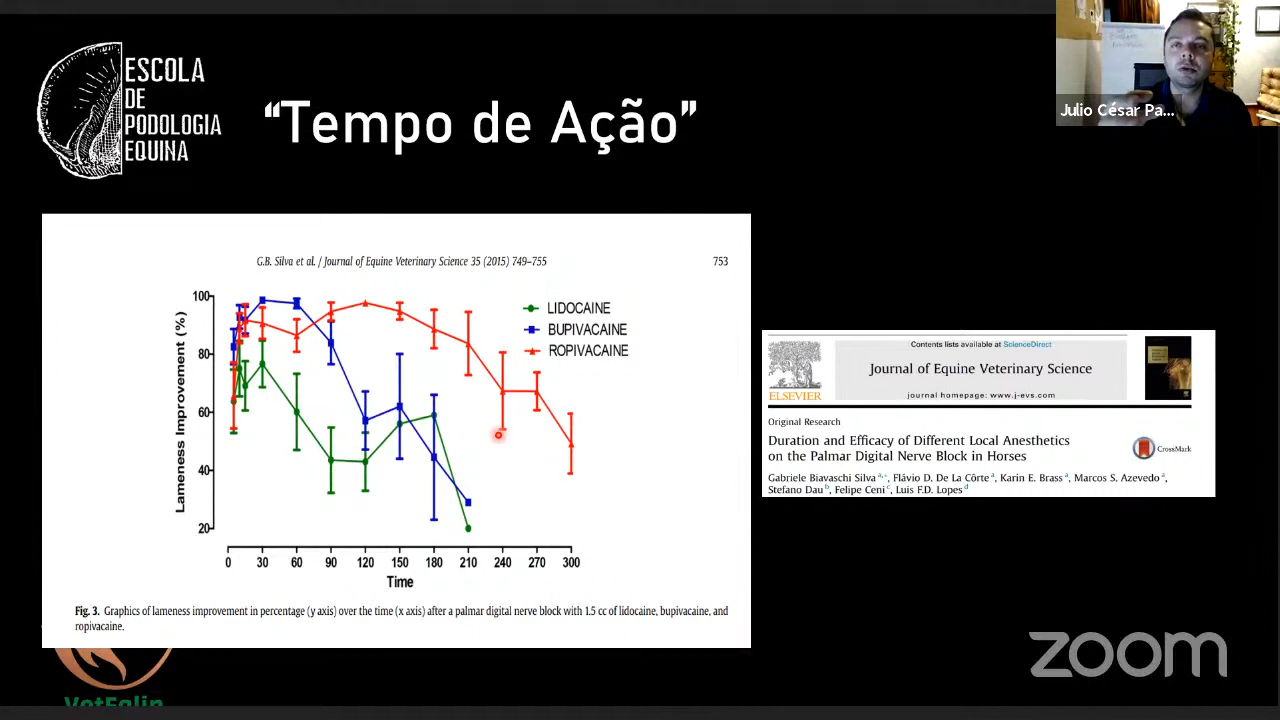 ESCOLA
DE
PODOLOGIA
EQUINA
“Tempo de Ação”
Julio César Pa...
G.B. Silva et al. / Journal of Equine Veterinary Science 35 (2015) 749–755
753
Lameness Improvement (%)
100
80
60
40
20
LIDOCAINE
BUPIVACAINE
ROPIVACAINE
0 30 60 90 120 150 180 210 240 270 300
Time
Fig. 3. Graphics of lameness improvement in percentage (y axis) over the time (x axis) after a palmar digital nerve block with 1.5 cc of lidocaine, bupivacaine, and
ropivacaine.
Contents lists available at ScienceDirect
Journal of Equine Veterinary Science
journal homepage: www.j-evs.com
ELSEVIER
Original Research
Duration and Efficacy of Different Local Anesthetics
on the Palmar Digital Nerve Block in Horses
CrossMark
Gabriele Biavaschi Silva a,*, Flávio D. De La Côrte a, Karin E. Brass a, Marcos S. Azevedo a,
Stefano Dau b, Felipe Ceni c, Luis F.D. Lopes d
zoom